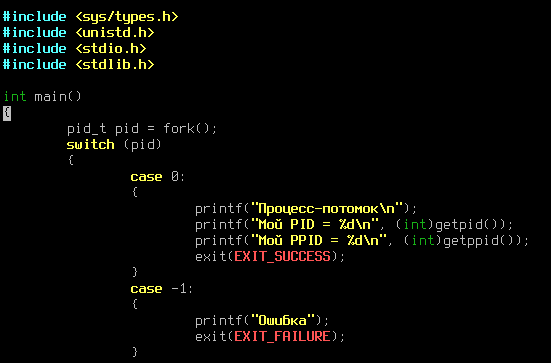 #include <sys/types.h>
#include <unistd.h>
#include <stdio.h>
#include <stdlib.h>

int main()
{
        pid_t pid = fork();
        switch (pid)
        {
                case 0:
                {
                        printf("Процесс-потомок\n");
                        printf("Мой PID = %d\n", (int)getpid());
                        printf("Мой PPID = %d\n", (int)getppid());
                        exit(EXIT_SUCCESS);
                }
                case -1:
                {
                        printf("Ошибка");
                        exit(EXIT_FAILURE);
                }